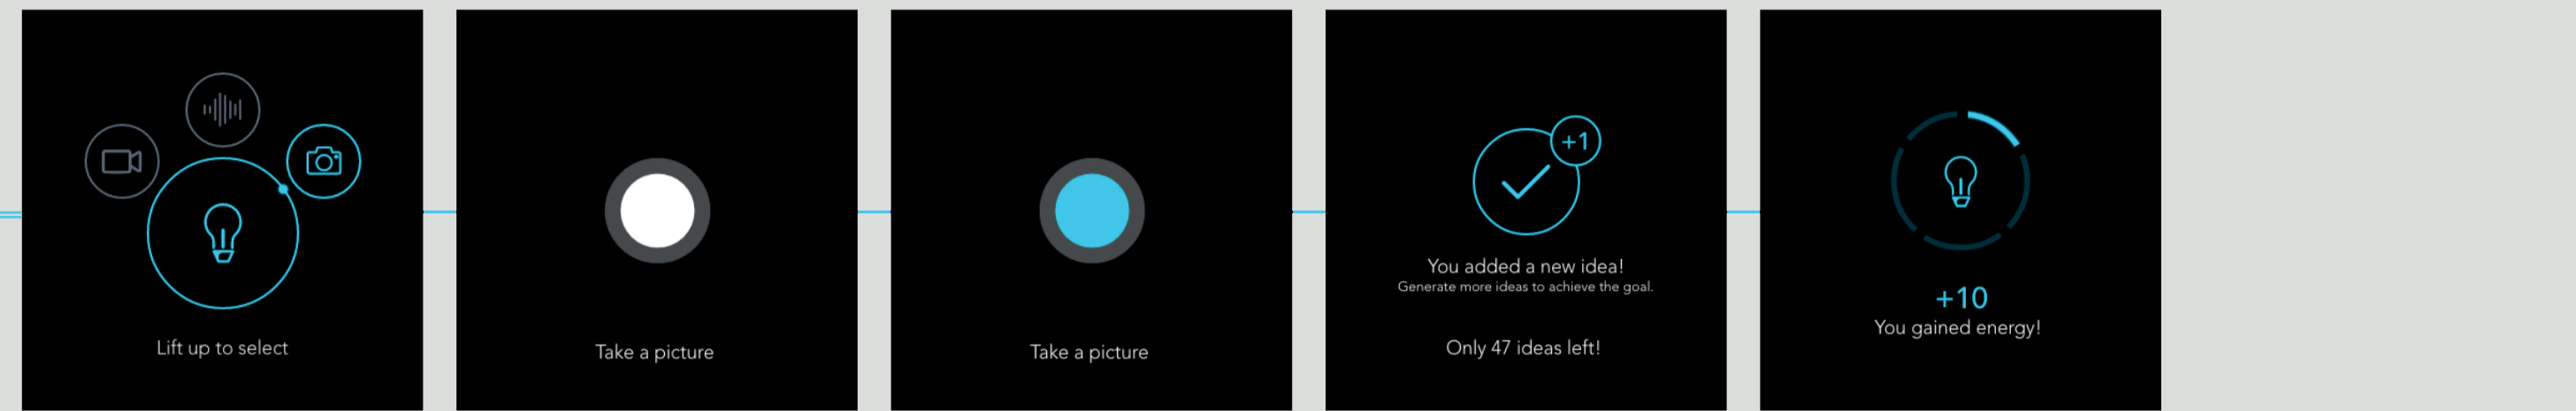 Lift up to select
Take a picture
Take a picture
+1
You added a new idea!
Generate more ideas to achieve the goal.
Only 47 ideas left!
+10
You gained energy!